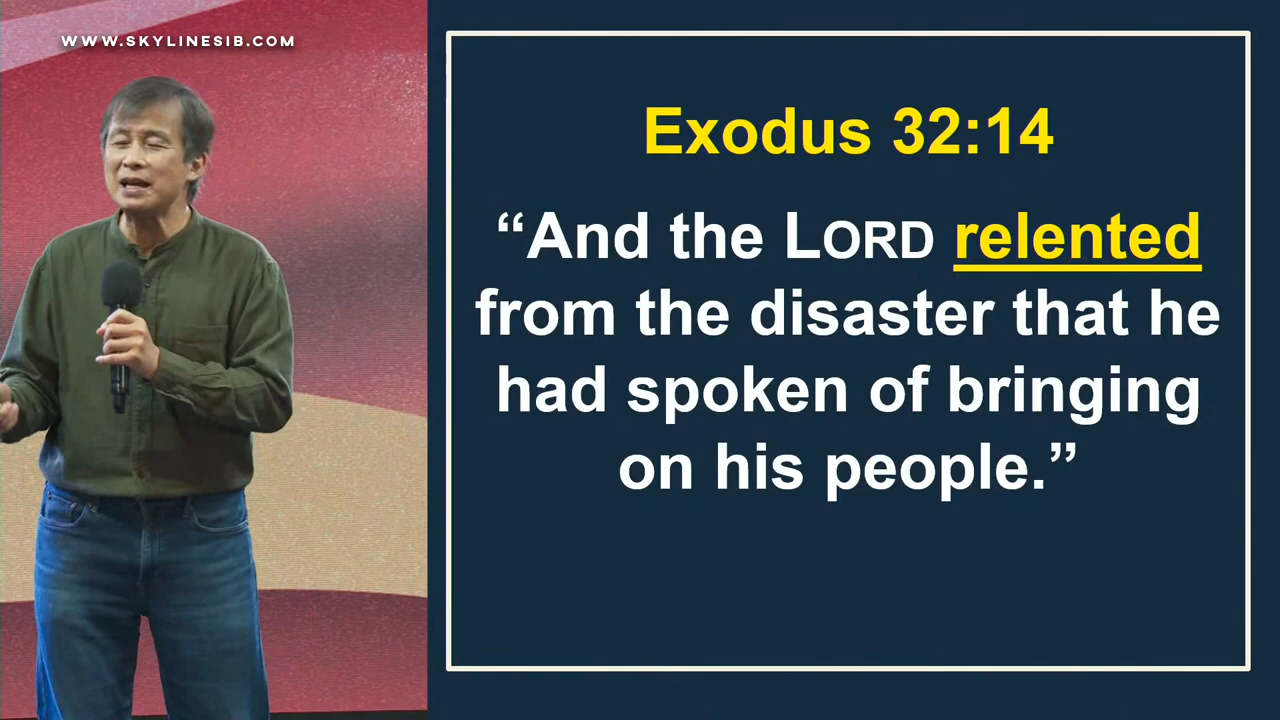 WWW.SKYLINESIB.COM
Exodus 32:14
“And the LORD relented
from the disaster that he
had spoken of bringing
on his people.”